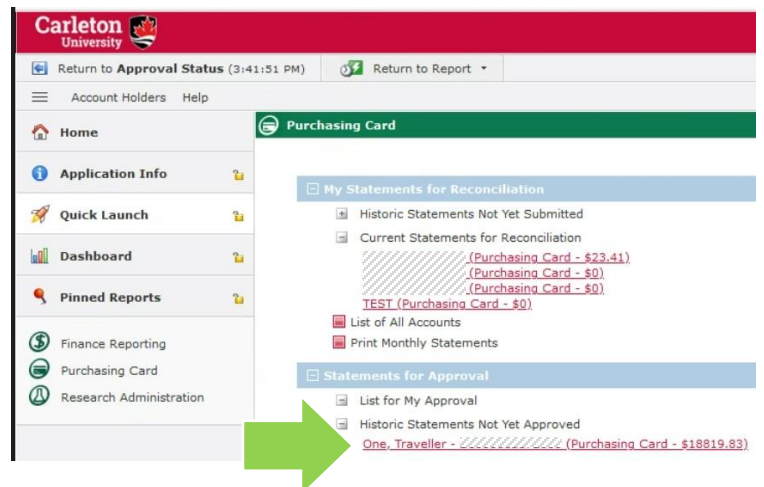 Carleton
University
Return to Approval Status (3:41:51 PM) Return to Report
Account Holders Help
Home
Application Info
Quick Launch
Dashboard
Pinned Reports
Finance Reporting
Purchasing Card
Research Administration
Purchasing Card
My Statements for Reconciliation
Historic Statements Not Yet Submitted
Current Statements for Reconciliation
(Purchasing Card - $23.41)
(Purchasing Card - $0)
(Purchasing Card - $0)
TEST (Purchasing Card - $0)
List of All Accounts
Print Monthly Statements
Statements for Approval
List for My Approval
Historic Statements Not Yet Approved
One, Traveller - (Purchasing Card - $18819.83)